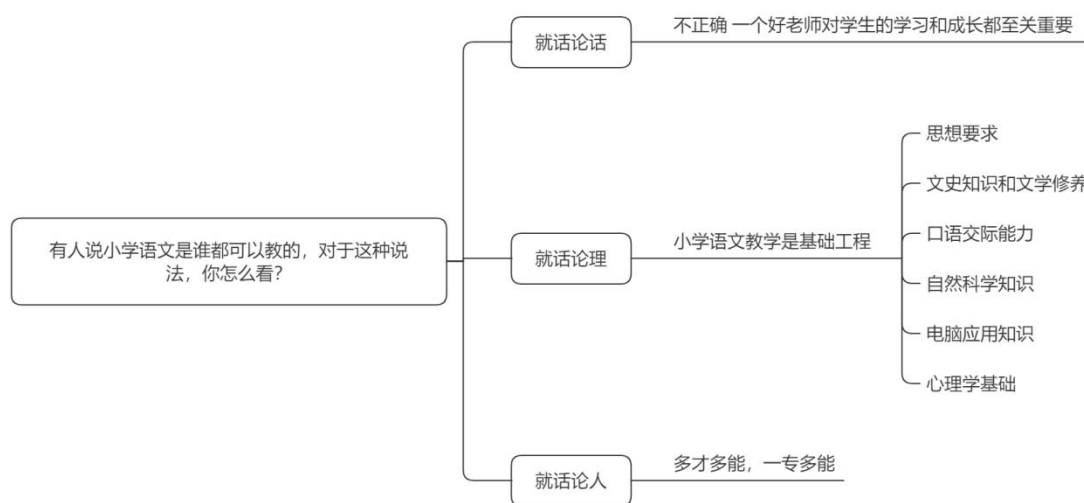 有人说小学语文是谁都可以教的，对于这种说
法，你怎么看？
就话论话
不正确 一个好老师对学生的学习和成长都至关重要
就话论理
小学语文教学是基础工程
思想要求
文史知识和文学修养
口语交际能力
自然科学知识
电脑应用知识
心理学基础
就话论人
多才多能，一专多能